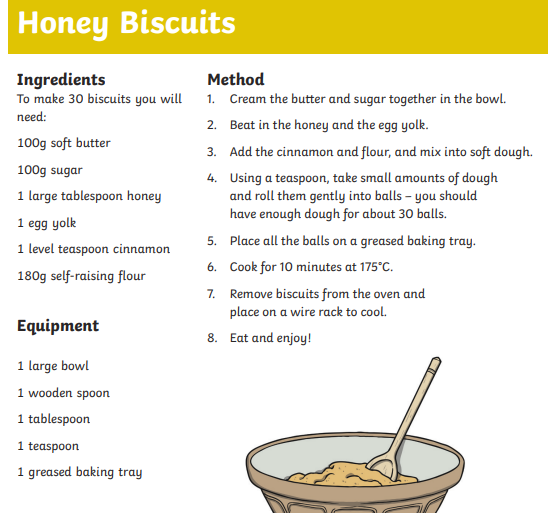 Honey Biscuits
Ingredients
To make 30 biscuits you will
need:
100g soft butter
100g sugar
1 large tablespoon honey
1 egg yolk
1 level teaspoon cinnamon
180g self-raising flour
Equipment
1 large bowl
1 wooden spoon
1 tablespoon
1 teaspoon
1 greased baking tray
Method
1. Cream the butter and sugar together in the bowl.
2. Beat in the honey and the egg yolk.
3. Add the cinnamon and flour, and mix into soft dough.
4. Using a teaspoon, take small amounts of dough
and roll them gently into balls – you should
have enough dough for about 30 balls.
5. Place all the balls on a greased baking tray.
6. Cook for 10 minutes at 175°C.
7. Remove biscuits from the oven and
place on a wire rack to cool.
8. Eat and enjoy!